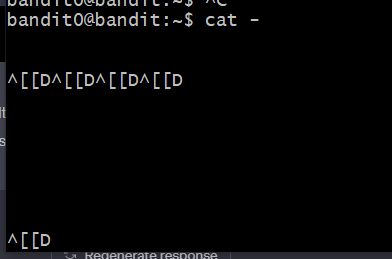 bandit0@bandit:~$ ^C
bandit0@bandit:~$ cat -
^[[D^[[D^[[D^[[D
^[[D
Regenerate response